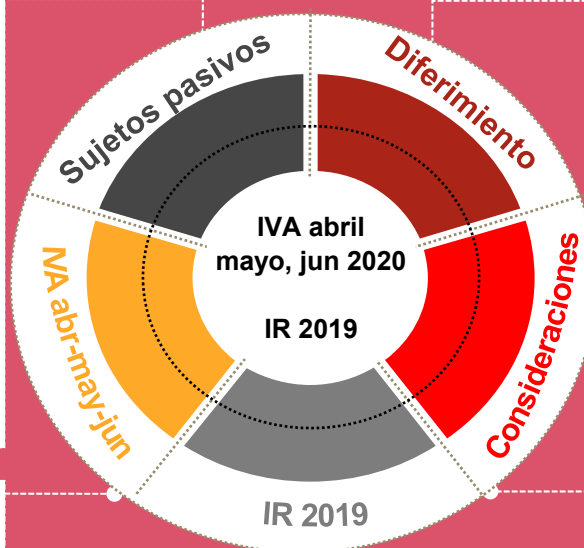 Sujetos pasivos
Diferimiento
IVA abril
mayo, jun 2020
IR 2019
IVA abr-may-jun
Consideraciones
IR 2019